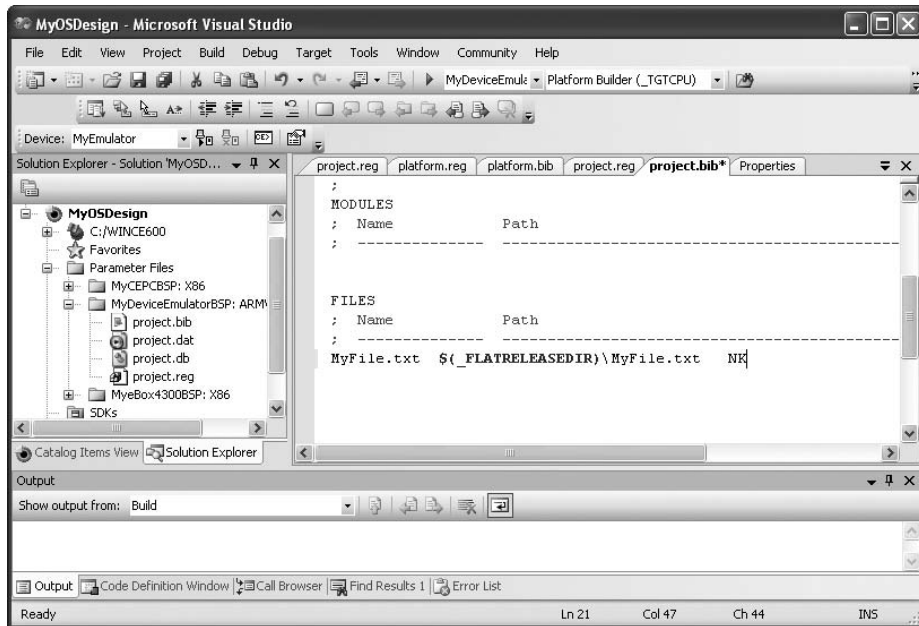 MyOSDesign - Microsoft Visual Studio
File Edit View Project Build Debug Target Tools Window Community Help
MyDeviceEmula Platform Builder (_TGTCPU)
Device: MyEmulator
Solution Explorer - Solution 'MyOSD...
project.reg platform.reg platform.bib project.reg project.bib* Properties
MyOSDesign
C:/WINCE600
Favorites
Parameter Files
MyCEPCBSP: X86
MyDeviceEmulatorBSP: ARMV
project.bib
project.dat
project.db
project.reg
MyeBox4300BSP: X86
SDKs
Catalog Items View Solution Explorer
;
MODULES
; Name Path
; --------------- ------------------------------------------------
FILES
; Name Path
; --------------- ------------------------------------------------
MyFile.txt $(_FLATRELEASEDIR)\MyFile.txt NK
Output
Show output from: Build
Output Code Definition Window Call Browser Find Results 1 Error List
Ready Ln 21 Col 47 Ch 44 INS